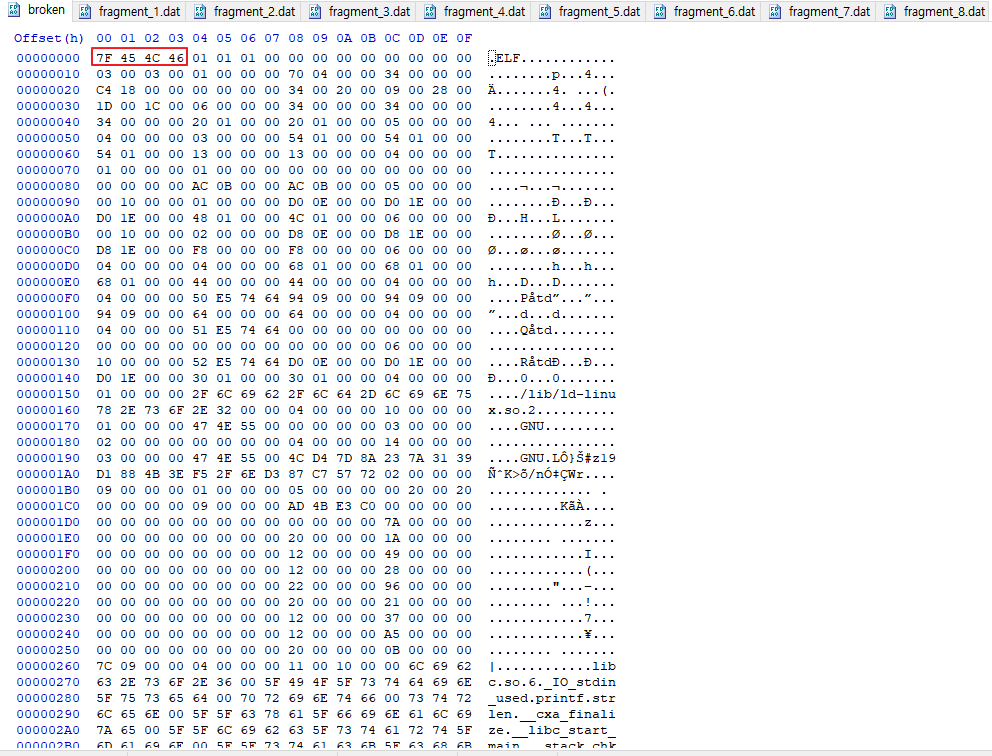 broken fragment_1.dat fragment_2.dat fragment_3.dat fragment_4.dat fragment_5.dat fragment_6.dat fragment_7.dat fragment_8.dat
Offset(h) 00 01 02 03 04 05 06 07 08 09 0A 0B 0C 0D 0E 0F
00000000 7F 45 4C 46 01 01 01 00 00 00 00 00 00 00 00 00 .ELF............
00000010 03 00 03 00 01 00 00 00 70 04 00 00 34 00 00 00 ........p...4...
00000020 C4 18 00 00 00 00 00 00 34 00 20 00 09 00 28 00 Ä.......4. ...(.
00000030 1D 00 1C 00 06 00 00 00 34 00 00 00 34 00 00 00 ........4...4...
00000040 34 00 00 00 20 01 00 00 20 01 00 00 05 00 00 00 4... ... .......
00000050 04 00 00 00 03 00 00 00 54 01 00 00 54 01 00 00 ........T...T...
00000060 54 01 00 00 13 00 00 00 13 00 00 00 04 00 00 00 T...............
00000070 01 00 00 00 01 00 00 00 00 00 00 00 00 00 00 00 ................
00000080 00 00 00 00 AC 0B 00 00 AC 0B 00 00 05 00 00 00 ....¬...¬.......
00000090 00 10 00 00 01 00 00 00 D0 0E 00 00 D0 1E 00 00 ........Ð...Ð...
000000A0 D0 1E 00 00 48 01 00 00 4C 01 00 00 06 00 00 00 Ð...H...L.......
000000B0 00 10 00 00 02 00 00 00 D8 0E 00 00 D8 1E 00 00 ........Ø...Ø...
000000C0 D8 1E 00 00 F8 00 00 00 F8 00 00 00 06 00 00 00 Ø...ø...ø.......
000000D0 04 00 00 00 04 00 00 00 68 01 00 00 68 01 00 00 ........h...h...
000000E0 68 01 00 00 44 00 00 00 44 00 00 00 04 00 00 00 h...D...D.......
000000F0 04 00 00 00 50 E5 74 64 94 09 00 00 94 09 00 00 ....Påtd”...”...
00000100 94 09 00 00 64 00 00 00 64 00 00 00 04 00 00 00 ”...d...d.......
00000110 04 00 00 00 51 E5 74 64 00 00 00 00 00 00 00 00 ....Qåtd........
00000120 00 00 00 00 00 00 00 00 00 00 00 00 06 00 00 00 ................
00000130 10 00 00 00 52 E5 74 64 D0 0E 00 00 D0 1E 00 00 ....RåtdÐ...Ð...
00000140 D0 1E 00 00 30 01 00 00 30 01 00 00 04 00 00 00 Ð...0...0.......
00000150 01 00 00 00 2F 6C 69 62 2F 6C 64 2D 6C 69 6E 75 ..../lib/ld-linu
00000160 78 2E 73 6F 2E 32 00 00 04 00 00 00 10 00 00 00 x.so.2..........
00000170 01 00 00 00 47 4E 55 00 00 00 00 00 03 00 00 00 ....GNU.........
00000180 02 00 00 00 00 00 00 00 04 00 00 00 14 00 00 00 ................
00000190 03 00 00 00 47 4E 55 00 4C D4 7D 8A 23 7A 31 39 ....GNU.LÔ}Š#z19
000001A0 D1 88 4B 3E F5 2F 6E D3 87 C7 57 72 02 00 00 00 ÑˆK>õ/nÓ‡ÇWr....
000001B0 09 00 00 00 01 00 00 00 05 00 00 00 00 20 00 20 ............. .
000001C0 00 00 00 00 09 00 00 00 AD 4B E3 C0 00 00 00 00 .........KãÀ....
000001D0 00 00 00 00 00 00 00 00 00 00 00 00 7A 00 00 00 ............z...
000001E0 00 00 00 00 00 00 00 00 20 00 00 00 1A 00 00 00 ........ .......
000001F0 00 00 00 00 00 00 00 00 12 00 00 00 49 00 00 00 ............I...
00000200 00 00 00 00 00 00 00 00 12 00 00 00 28 00 00 00 ............(...
00000210 00 00 00 00 00 00 00 00 22 00 00 00 96 00 00 00 ........"...–...
00000220 00 00 00 00 00 00 00 00 20 00 00 00 21 00 00 00 ........ ...!...
00000230 00 00 00 00 00 00 00 00 12 00 00 00 37 00 00 00 ............7...
00000240 00 00 00 00 00 00 00 00 12 00 00 00 A5 00 00 00 ............¥...
00000250 00 00 00 00 00 00 00 00 20 00 00 00 0B 00 00 00 ........ .......
00000260 7C 09 00 00 04 00 00 00 11 00 10 00 00 6C 69 62 |............lib
00000270 63 2E 73 6F 2E 36 00 5F 49 4F 5F 73 74 64 69 6E c.so.6._IO_stdin
00000280 5F 75 73 65 64 00 70 72 69 6E 74 66 00 73 74 72 _used.printf.str
00000290 6C 65 6E 00 5F 5F 63 78 61 5F 66 69 6E 61 6C 69 len.__cxa_finali
000002A0 7A 65 00 5F 5F 6C 69 62 63 5F 73 74 61 72 74 5F ze.__libc_start_
000002B0 6D 61 69 6E 00 5F 5F 73 74 61 63 6B 5F 63 68 6B main.__stack_chk